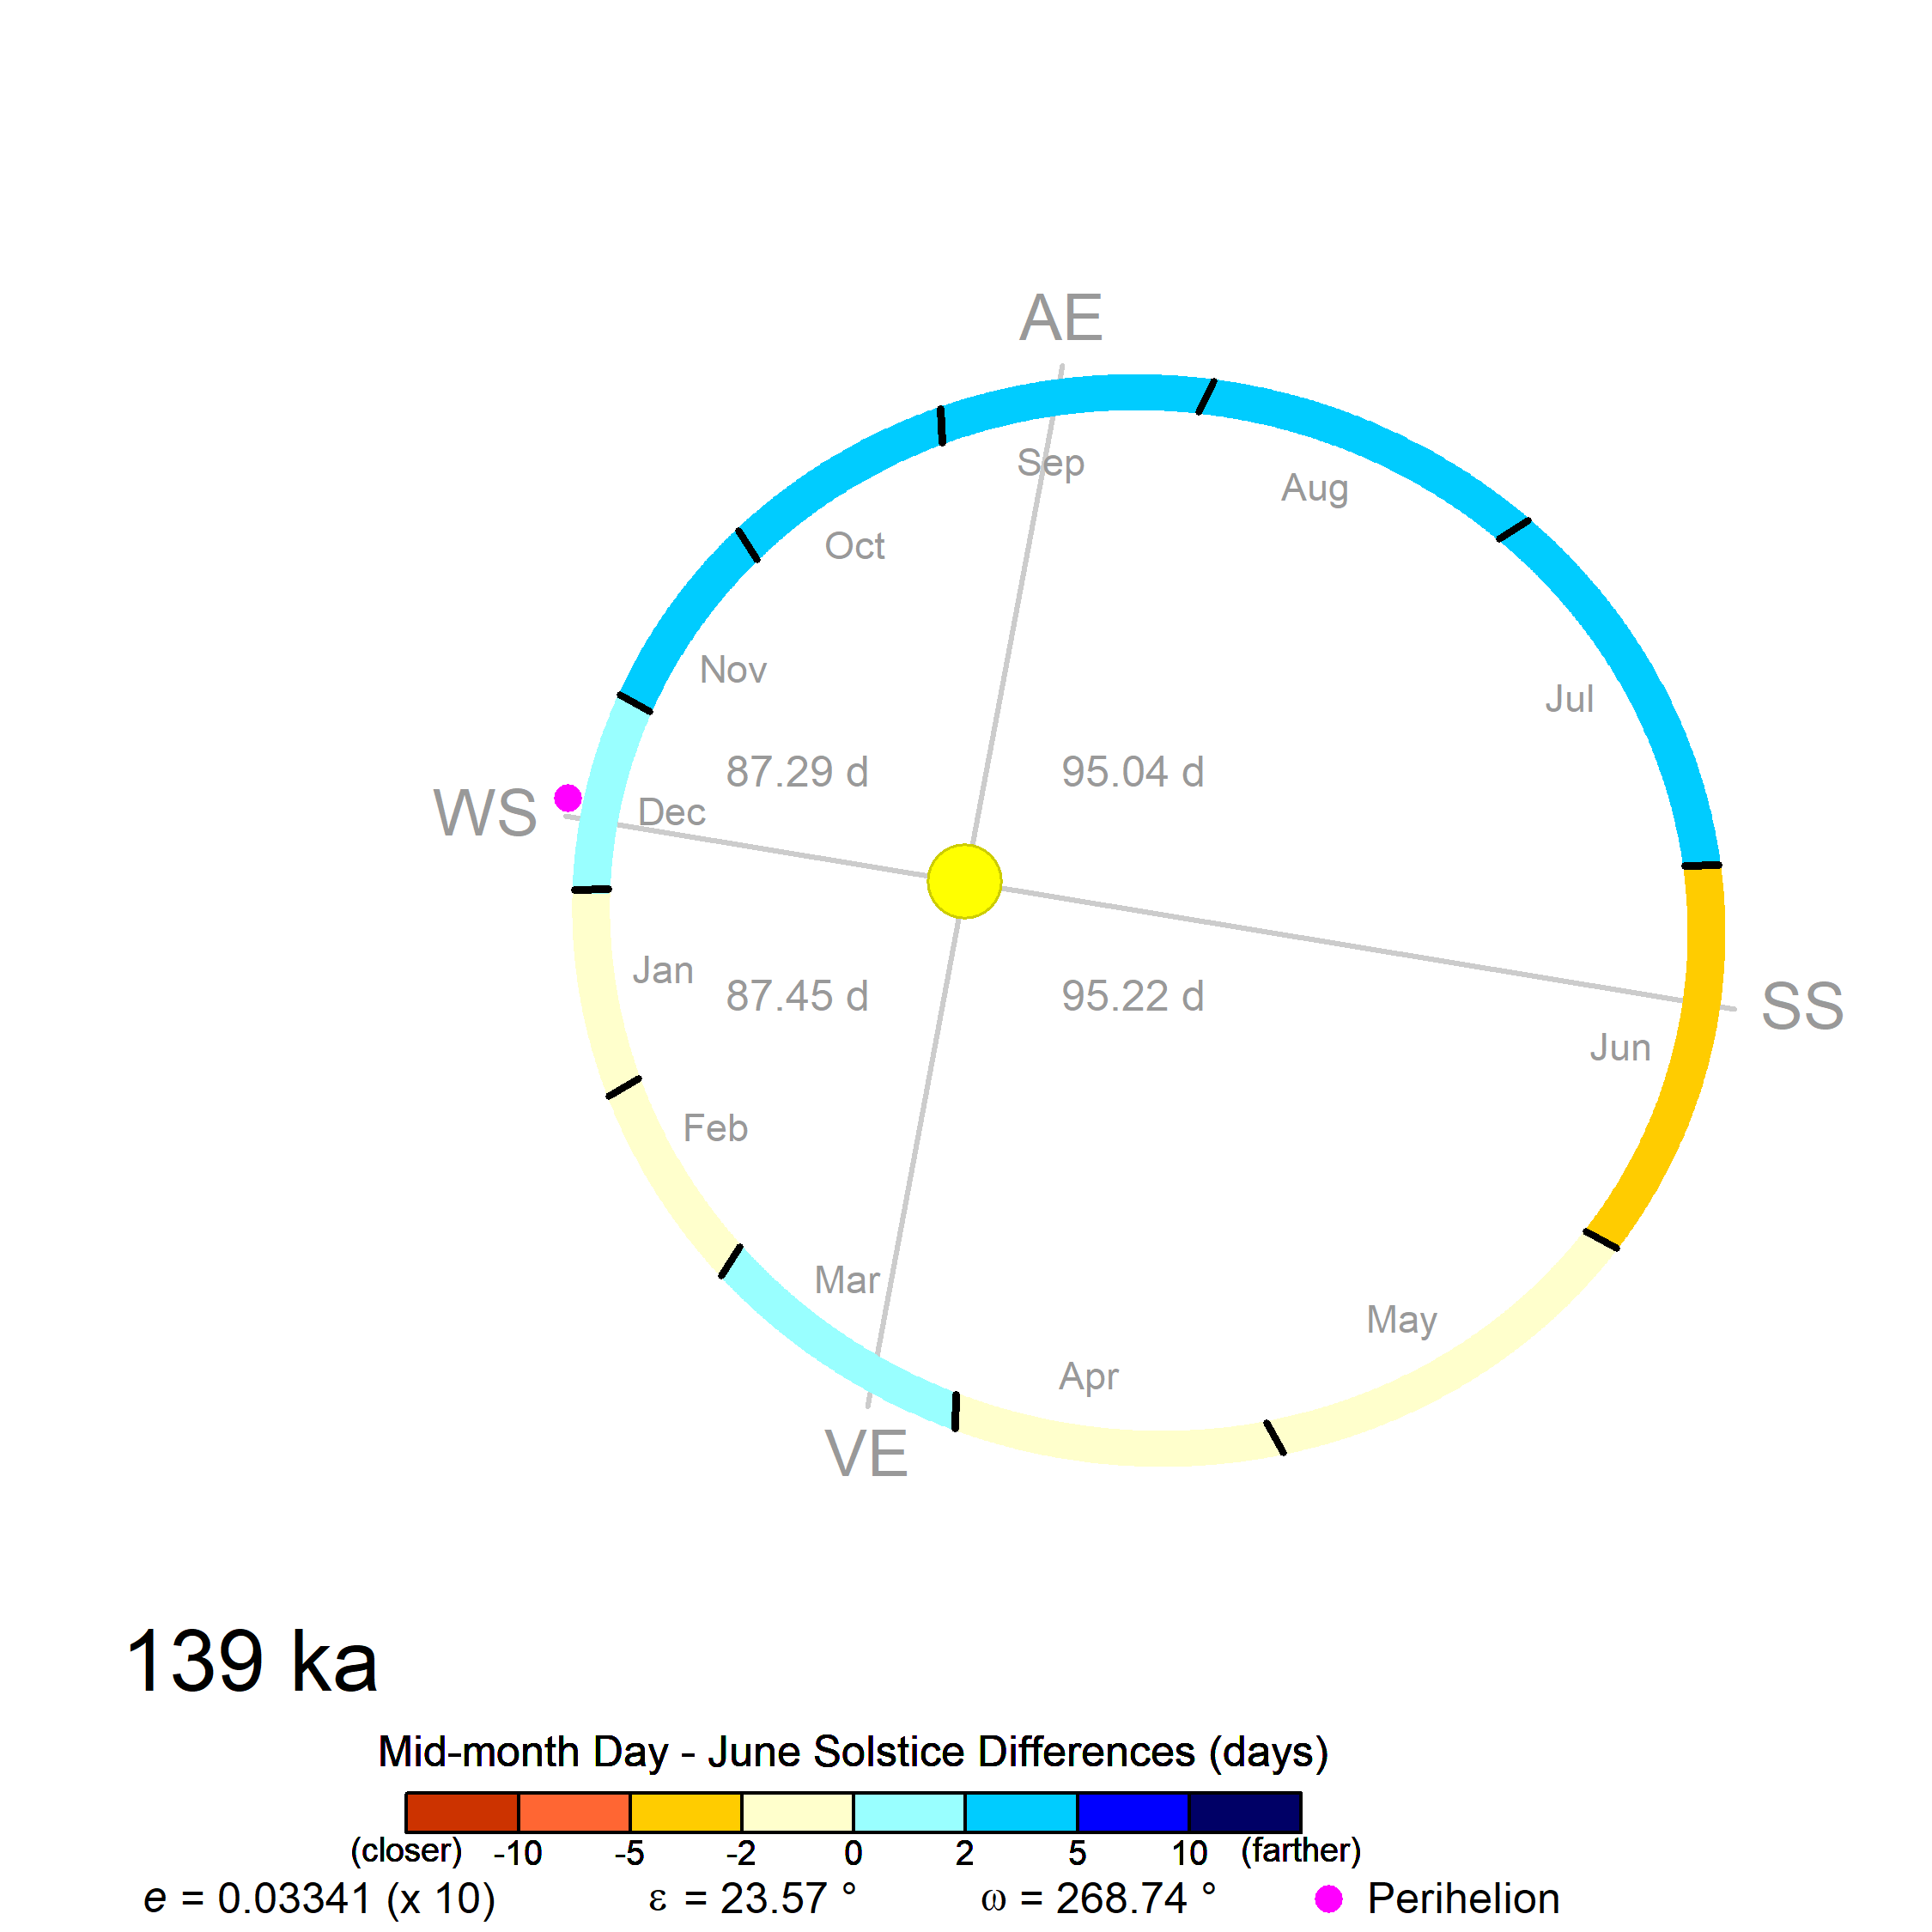 AE
Sep
Aug
Oct
Nov
Jul
87.29 d
95.04 d
WS
Dec
Jan
87.45 d
95.22 d
SS
Jun
Feb
Mar
May
Apr
VE
139 ka
Mid-month Day - June Solstice Differences (days)
(closer) -10 -5 -2 0 2 5 10 (farther)
e = 0.03341 (x 10) ε = 23.57 ° ω = 268.74 ° Perihelion